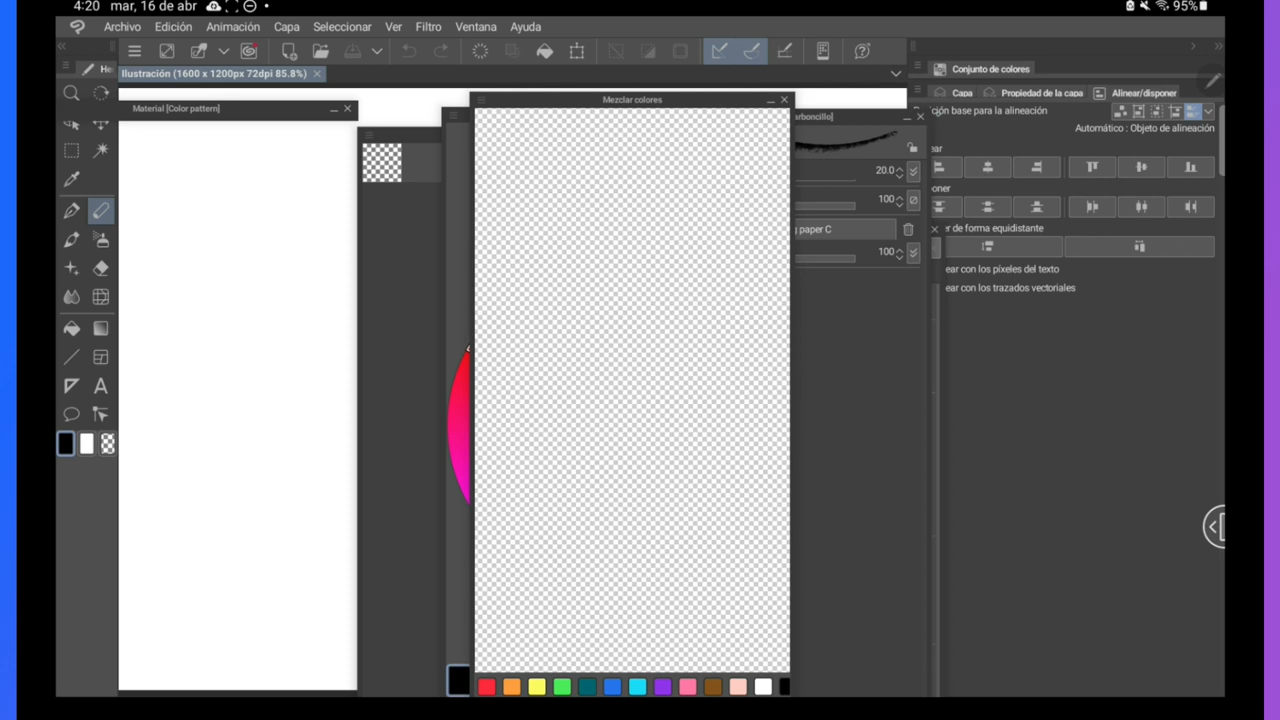 4:20 mar, 16 de abr
95%
Archivo Edición Animación Capa Seleccionar Ver Filtro Ventana Ayuda
He
Ilustración (1600 x 1200px 72dpi 85.8%)
Conjunto de colores
Capa Propiedad de la capa Alinear/disponer
Material [Color pattern]
Mezclar colores
arboncillo]
ición base para la alineación
Automático : Objeto de alineación
ear
20.0
100
oner
paper C
er de forma equidistante
100
ear con los píxeles del texto
ear con los trazados vectoriales